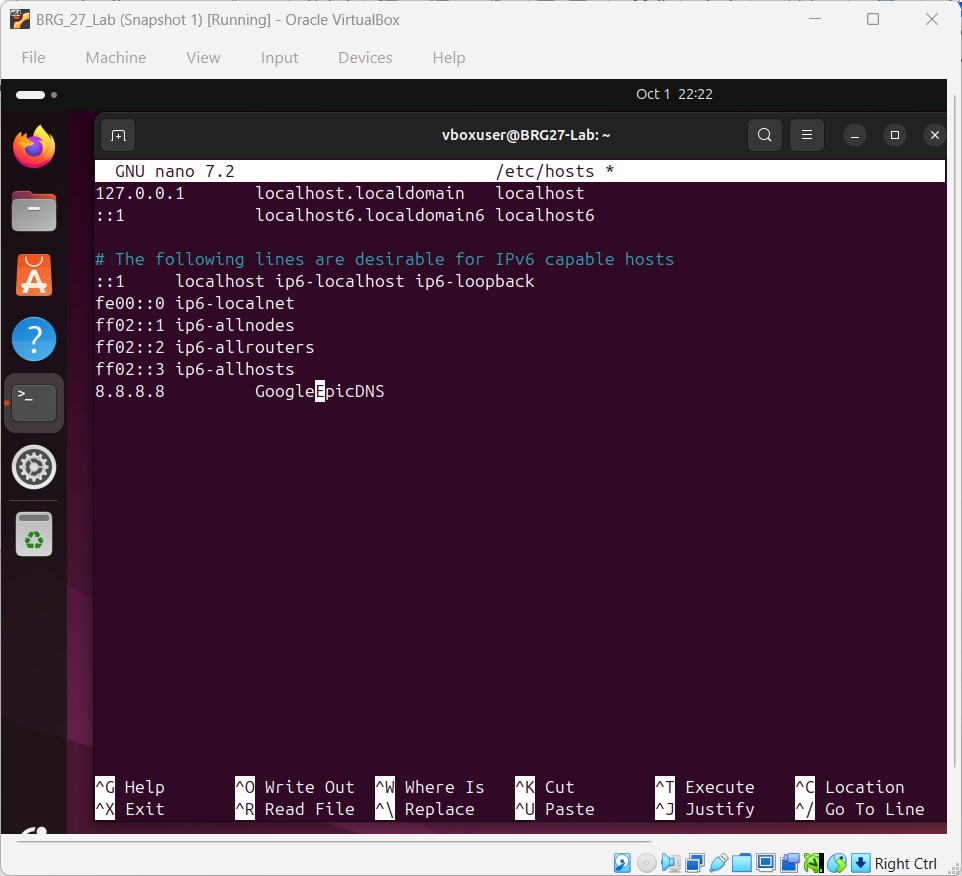 BRG_27_Lab (Snapshot 1) [Running] - Oracle VirtualBox
File Machine View Input Devices Help
Oct 1 22:22
vboxuser@BRG27-Lab: ~
GNU nano 7.2 /etc/hosts *
127.0.0.1 localhost.localdomain localhost
::1 localhost6.localdomain6 localhost6
# The following lines are desirable for IPv6 capable hosts
::1 localhost ip6-localhost ip6-loopback
fe00::0 ip6-localnet
ff02::1 ip6-allnodes
ff02::2 ip6-allrouters
ff02::3 ip6-allhosts
8.8.8.8 GoogleEpicDNS
^G Help ^O Write Out ^W Where Is ^K Cut ^T Execute ^C Location
^X Exit ^R Read File ^\ Replace ^U Paste ^J Justify ^/ Go To Line
Right Ctrl